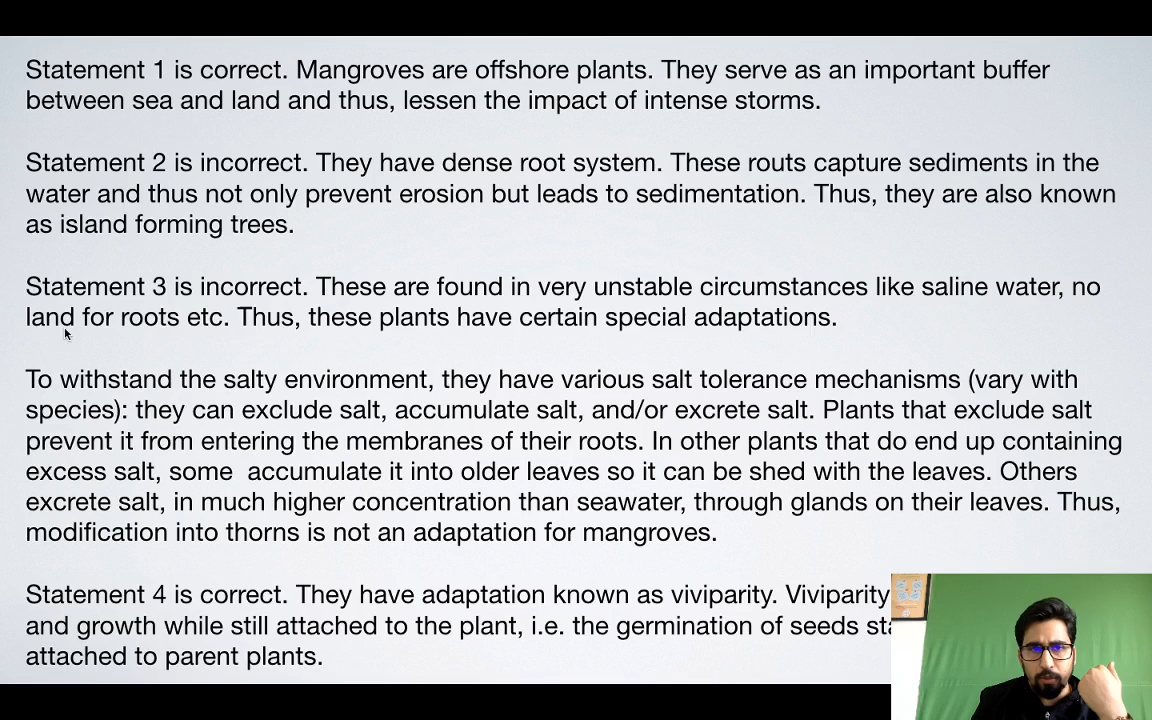 Statement 1 is correct. Mangroves are offshore plants. They serve as an important buffer
between sea and land and thus, lessen the impact of intense storms.
Statement 2 is incorrect. They have dense root system. These routs capture sediments in the
water and thus not only prevent erosion but leads to sedimentation. Thus, they are also known
as island forming trees.
Statement 3 is incorrect. These are found in very unstable circumstances like saline water, no
land for roots etc. Thus, these plants have certain special adaptations.
To withstand the salty environment, they have various salt tolerance mechanisms (vary with
species): they can exclude salt, accumulate salt, and/or excrete salt. Plants that exclude salt
prevent it from entering the membranes of their roots. In other plants that do end up containing
excess salt, some  accumulate it into older leaves so it can be shed with the leaves. Others
excrete salt, in much higher concentration than seawater, through glands on their leaves. Thus,
modification into thorns is not an adaptation for mangroves.
Statement 4 is correct. They have adaptation known as viviparity. Viviparity
and growth while still attached to the plant, i.e. the germination of seeds
attached to parent plants.